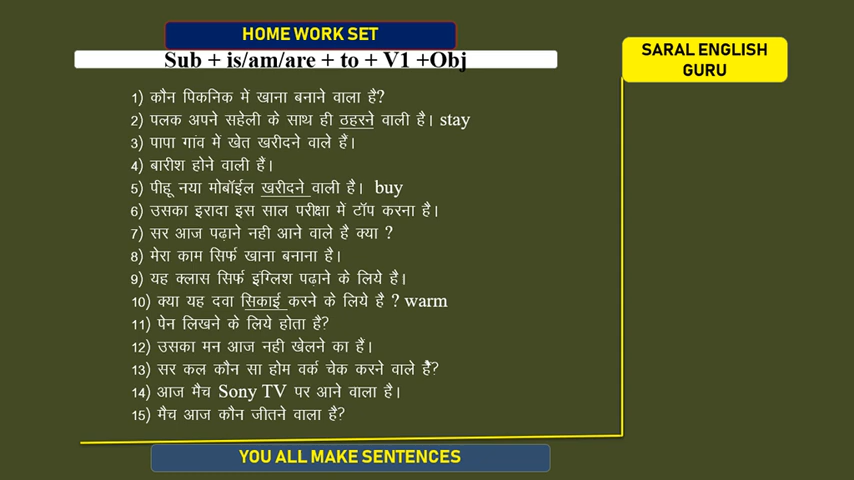 HOME WORK SET
Sub + is/am/are + to + V1 +Obj
SARAL ENGLISH
GURU
1) कौन पिकनिक में खाना बनाने वाला है?
2) पलक अपने सहेली के साथ ही ठहरने वाली है। stay
3) पापा गांव में खेत खरीदने वाले हैं।
4) बारीश होने वाली हैं।
5) पीहू नया मोबॉईल खरीदने वाली है। buy
6) उसका इरादा इस साल परीक्षा में टॉप करना है।
7) सर आज पढ़ाने नही आने वाले है क्या ?
8) मेरा काम सिर्फ खाना बनाना है।
9) यह क्लास सिर्फ इंग्लिश पढ़ाने के लिये है।
10) क्या यह दवा सिकाई करने के लिये है ? warm
11) पेन लिखने के लिये होता है?
12) उसका मन आज नही खेलने का हैं।
13) सर कल कौन सा होम वर्क चेक करने वाले हैं?
14) आज मैच Sony TV पर आने वाला है।
15) मैच आज कौन जीतने वाला है?
YOU ALL MAKE SENTENCES